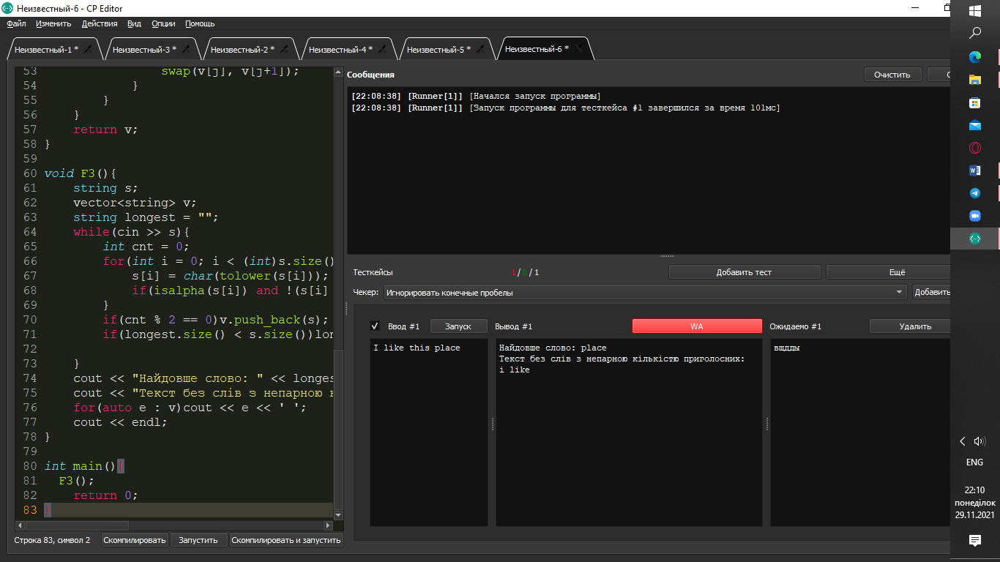 Неизвестный-6 - CP Editor
Файл Изменить Действия Вид Опции Помощь
Неизвестный-1 * Неизвестный-3 * Неизвестный-2 * Неизвестный-4 * Неизвестный-5 * Неизвестный-6 *
53 swap(v[j], v[j+1]);
54 }
55 }
56 }
57 return v;
58 }
59
60 void F3(){
61 string s;
62 vector<string> v;
63 string longest = "";
64 while(cin >> s){
65 int cnt = 0;
66 for(int i = 0; i < (int)s.size()
67 s[i] = char(tolower(s[i]));
68 if(isalpha(s[i]) and !(s[i]
69 }
70 if(cnt % 2 == 0)v.push_back(s);
71 if(longest.size() < s.size())lon
72
73 }
74 cout << "Найдовше слово: " << longes
75 cout << "Текст без слів з непарною
76 for(auto e : v)cout << e << ' ';
77 cout << endl;
78 }
79
80 int main(){
81 F3();
82 return 0;
83 }
Строка 83, символ 2 Скомпилировать Запустить Скомпилировать и запустить
Сообщения Очистить
[22:08:38] [Runner[1]] [Начался запуск программы]
[22:08:38] [Runner[1]] [Запуск программы для тесткейса #1 завершился за время 101мс]
Тесткейсы 1 / 0 / 1 Добавить тест Ещё
Чекер: Игнорировать конечные пробелы Добавить
Ввод #1 Запуск Вывод #1 WA Ожидаемо #1 Удалить
I like this place
Найдовше слово: place
Текст без слів з непарною кількістю приголосних:
i like
вщдды
ENG
22:10
понеділок
29.11.2021